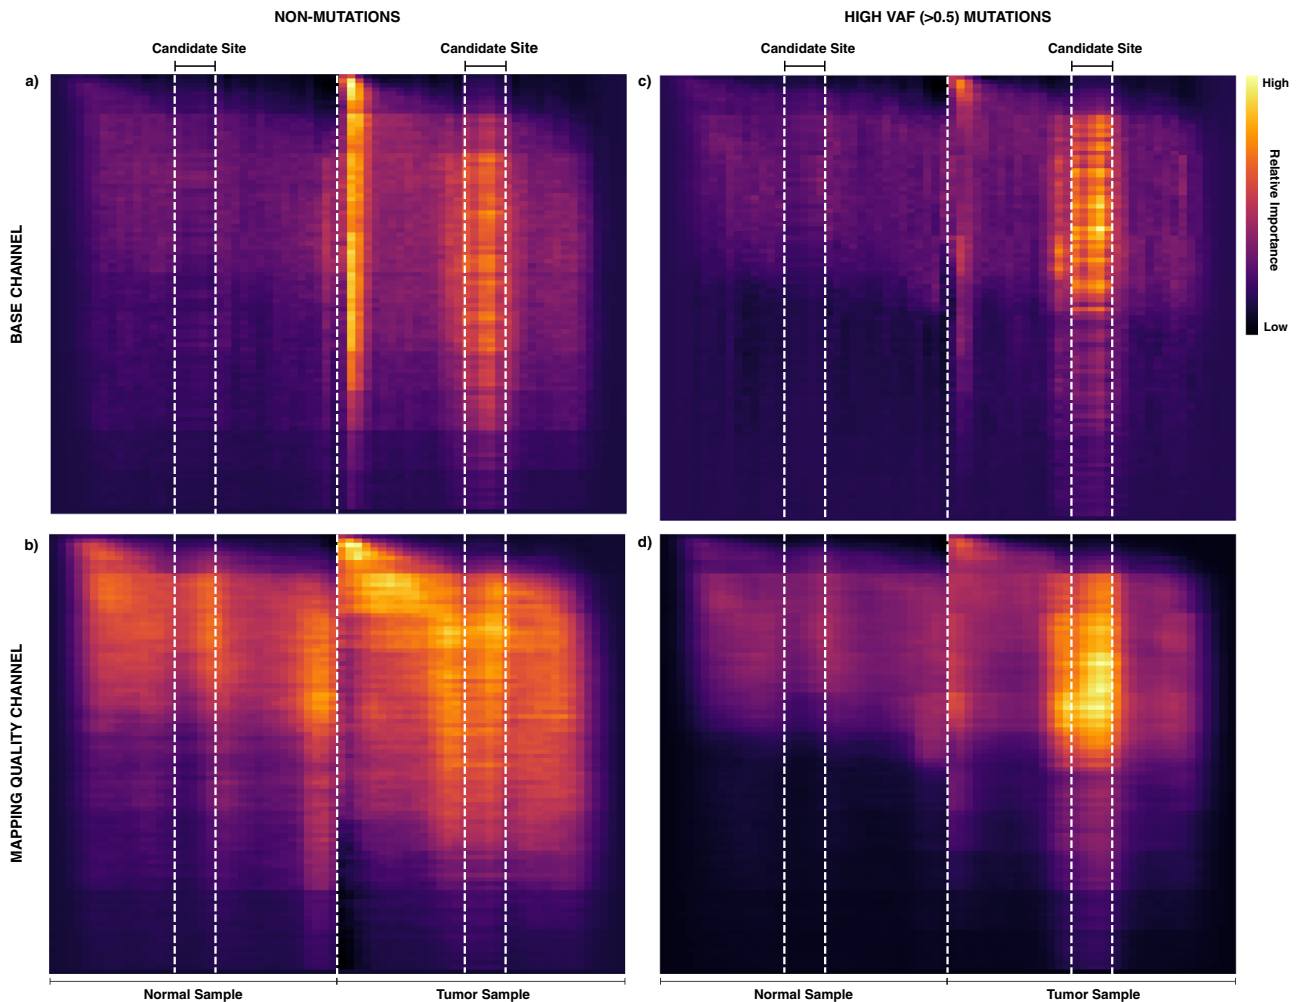 NON-MUTATIONS
HIGH VAF (>0.5) MUTATIONS
Candidate Site
Candidate Site
Candidate Site
Candidate Site
a)
c)
High
Relative Importance
Low
BASE CHANNEL
b)
d)
MAPPING QUALITY CHANNEL
Normal Sample
Tumor Sample
Normal Sample
Tumor Sample